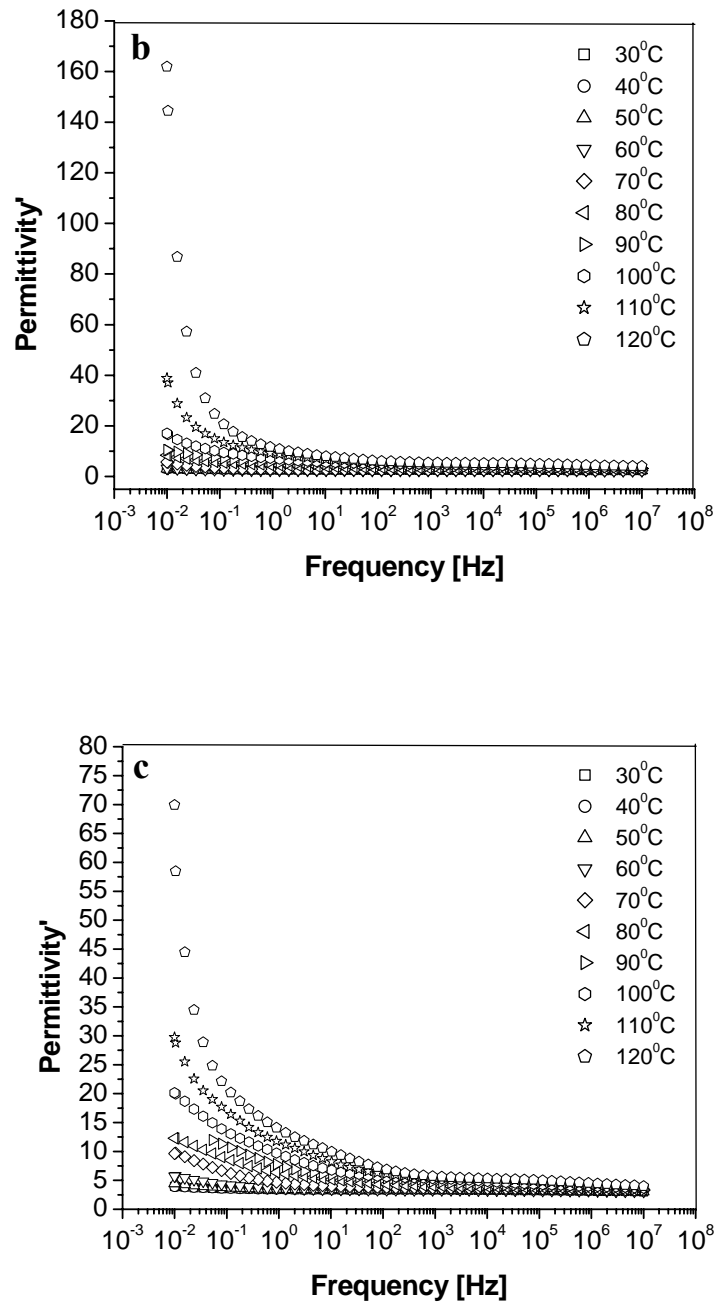 b
180
160
140
120
100
80
60
40
20
0
Permittivity'
30⁰C
40⁰C
50⁰C
60⁰C
70⁰C
80⁰C
90⁰C
100⁰C
110⁰C
120⁰C
10⁻³ 10⁻² 10⁻¹ 10⁰ 10¹ 10² 10³ 10⁴ 10⁵ 10⁶ 10⁷ 10⁸
Frequency [Hz]
c
80
75
70
65
60
55
50
45
40
35
30
25
20
15
10
5
0
Permittivity'
30⁰C
40⁰C
50⁰C
60⁰C
70⁰C
80⁰C
90⁰C
100⁰C
110⁰C
120⁰C
10⁻³ 10⁻² 10⁻¹ 10⁰ 10¹ 10² 10³ 10⁴ 10⁵ 10⁶ 10⁷ 10⁸
Frequency [Hz]